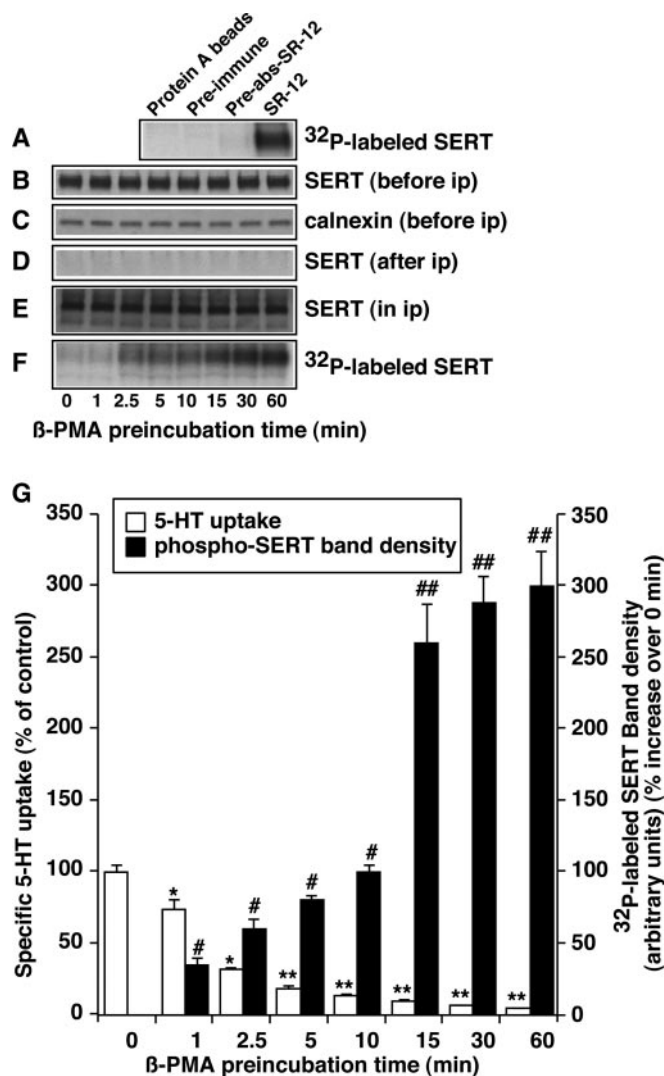 Protein A beads
Pre-immune
Pre-abs-SR-12
SR-12
A
32P-labeled SERT
B
SERT (before ip)
C
calnexin (before ip)
D
SERT (after ip)
E
SERT (in ip)
F
32P-labeled SERT
0 1 2.5 5 10 15 30 60
ß-PMA preincubation time (min)
G
5-HT uptake
phospho-SERT band density
Specific 5-HT uptake (% of control)
350
300
250
200
150
100
50
0
*
#
*
#
**
#
**
#
**
##
**
##
**
##
350
300
250
200
150
100
50
0
32P-labeled SERT Band density
(arbitrary units) (% increase over 0 min)
0 1 2.5 5 10 15 30 60
ß-PMA preincubation time (min)